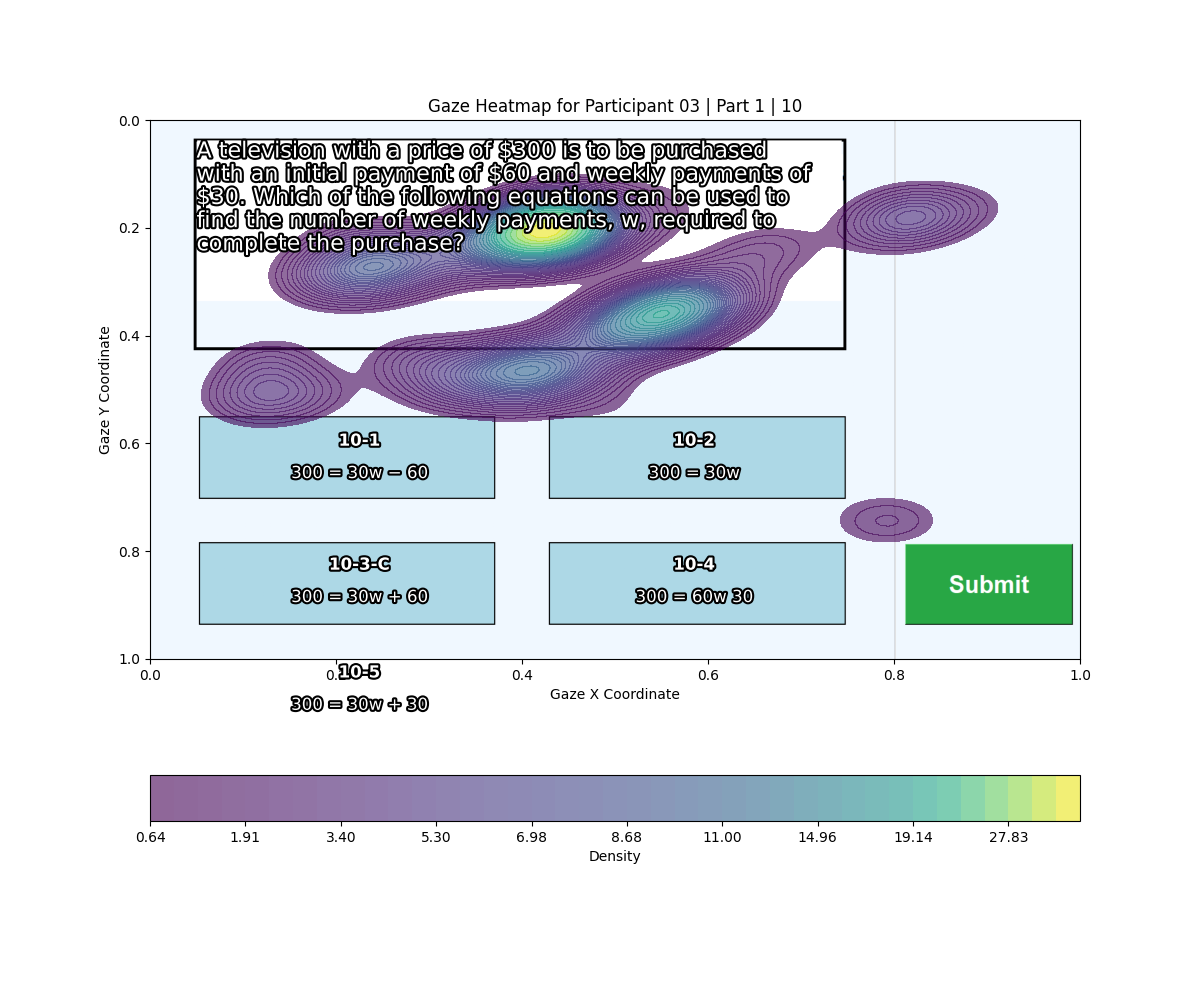 Gaze Heatmap for Participant 03 | Part 1 | 10
A television with a price of $300 is to be purchased
with an initial payment of $60 and weekly payments of
$30. Which of the following equations can be used to
find the number of weekly payments, w, required to
complete the purchase?
0.0
0.2
0.4
0.6
0.8
1.0
Gaze Y Coordinate
10-1
300 = 30w − 60
10-2
300 = 30w
10-3-C
300 = 30w + 60
10-4
300 = 60w 30
Submit
0.0 0.2 0.4 0.6 0.8 1.0
10-5
Gaze X Coordinate
300 = 30w + 30
0.64 1.91 3.40 5.30 6.98 8.68 11.00 14.96 19.14 27.83
Density